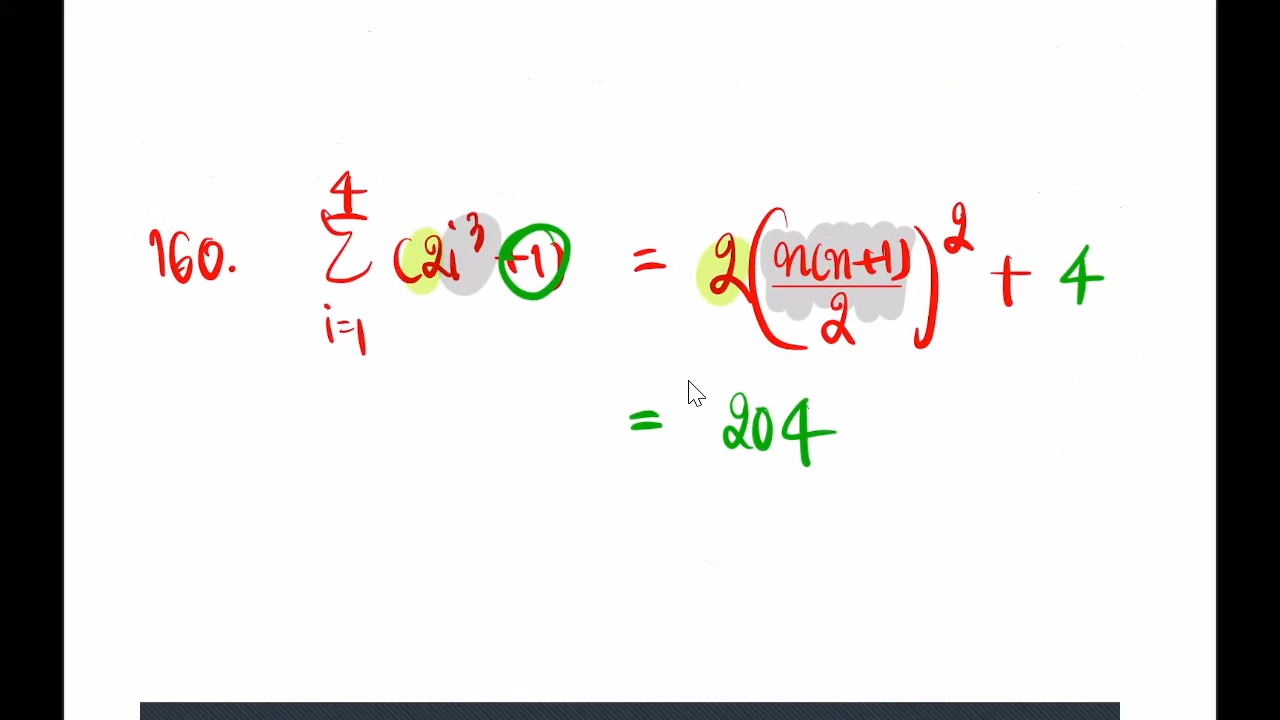 160. 4∑i=1 (2i³ + 1) = 2(n(n+1)/2)² + 4
= 204